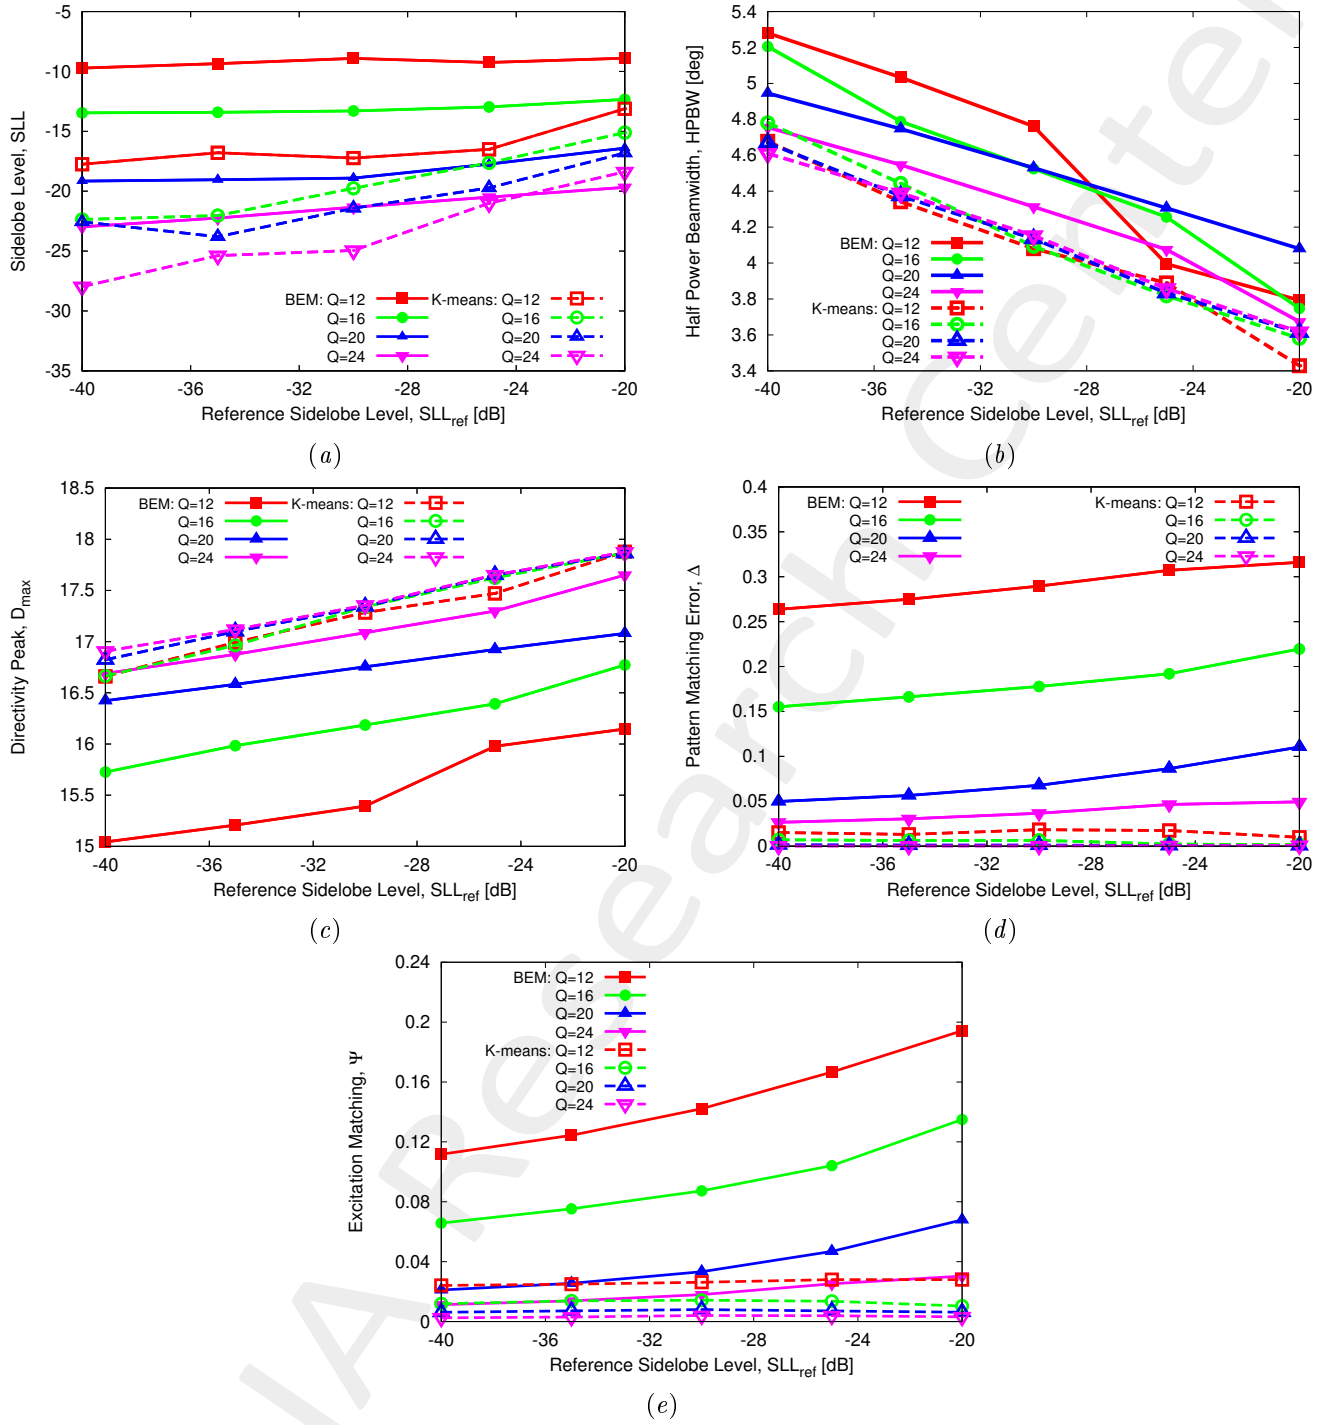 -5
-10
-15
-20
-25
-30
-35
-40 -36 -32 -28 -24 -20
Sidelobe Level, SLL
Reference Sidelobe Level, SLL_ref [dB]
BEM: Q=12 K-means: Q=12
Q=16 Q=16
Q=20 Q=20
Q=24 Q=24
(a)
5.4
5.2
5
4.8
4.6
4.4
4.2
4
3.8
3.6
3.4
-40 -36 -32 -28 -24 -20
Half Power Beamwidth, HPBW [deg]
Reference Sidelobe Level, SLL_ref [dB]
BEM: Q=12
Q=16
Q=20
Q=24
K-means: Q=12
Q=16
Q=20
Q=24
(b)
18.5
18
17.5
17
16.5
16
15.5
15
-40 -36 -32 -28 -24 -20
Directivity Peak, D_max
Reference Sidelobe Level, SLL_ref [dB]
BEM: Q=12 K-means: Q=12
Q=16 Q=16
Q=20 Q=20
Q=24 Q=24
(c)
0.4
0.35
0.3
0.25
0.2
0.15
0.1
0.05
0
-40 -36 -32 -28 -24 -20
Pattern Matching Error, Δ
Reference Sidelobe Level, SLL_ref [dB]
BEM: Q=12 K-means: Q=12
Q=16 Q=16
Q=20 Q=20
Q=24 Q=24
(d)
0.24
0.2
0.16
0.12
0.08
0.04
0
-40 -36 -32 -28 -24 -20
Excitation Matching, Ψ
Reference Sidelobe Level, SLL_ref [dB]
BEM: Q=12
Q=16
Q=20
Q=24
K-means: Q=12
Q=16
Q=20
Q=24
(e)
IA Research Center